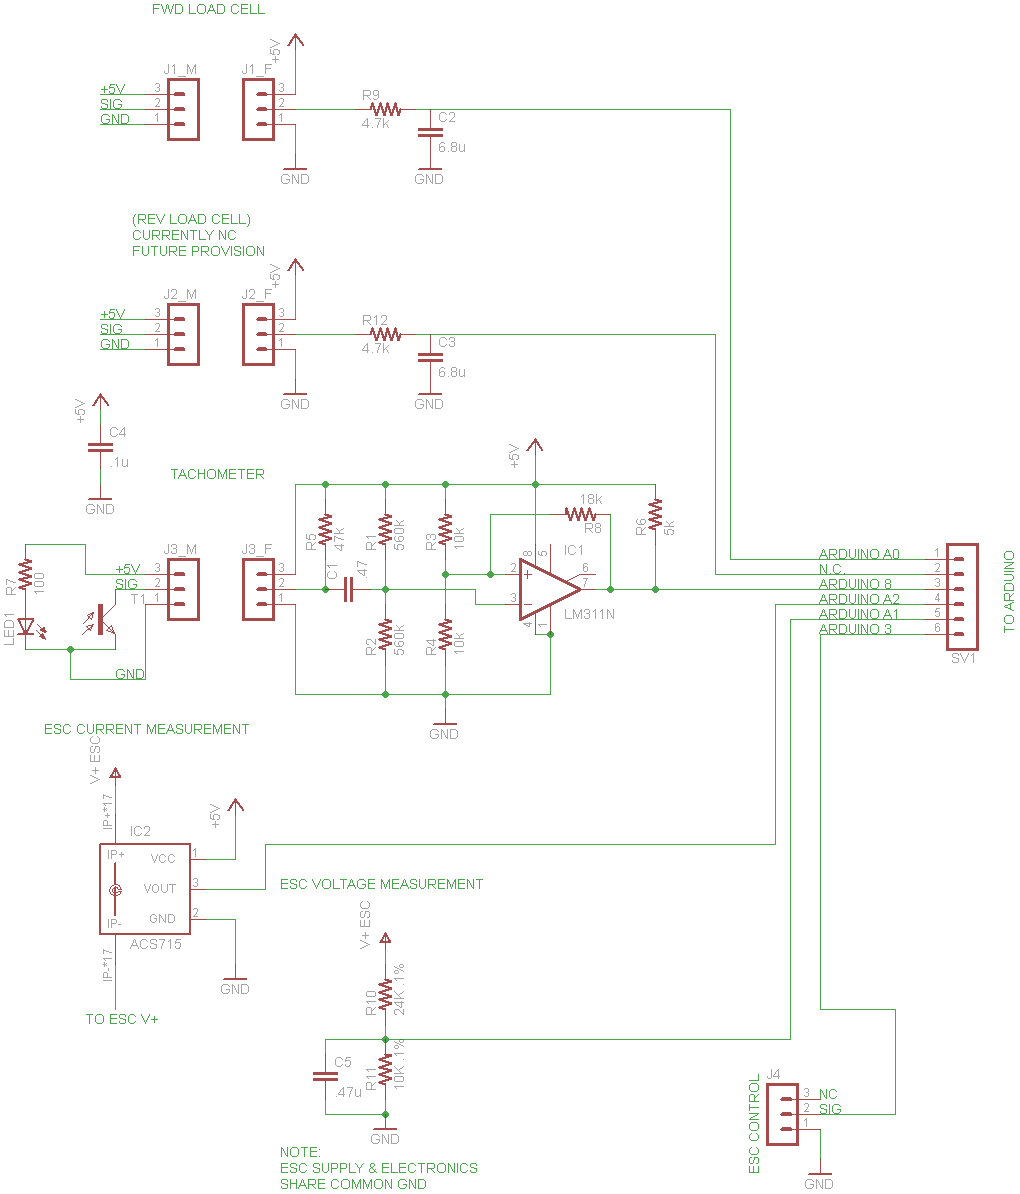 FWD LOAD CELL
+5V
J1_M
J1_F
+5V
SIG
GND
3
2
1
3
2
1
R9
4.7k
C2
6.8u
GND
GND
(REV LOAD CELL)
CURRENTLY NC
FUTURE PROVISION
+5V
J2_M
J2_F
+5V
SIG
GND
3
2
1
3
2
1
R12
4.7k
C3
6.8u
GND
GND
+5V
C4
.1u
GND
TACHOMETER
+5V
R5
47k
R1
560k
R3
10k
18k
R8
R6
5k
J3_M
J3_F
R7
100
+5V
SIG
T1
3
2
1
3
2
1
LED1
GND
C1
.47
R2
560k
R4
10k
IC1
8
5
2
3
+
−
6
7
4
1
LM311N
GND
ARDUINO A0
N.C.
ARDUINO 8
ARDUINO A2
ARDUINO A1
ARDUINO 3
1
2
3
4
5
6
SV1
TO ARDUINO
ESC CURRENT MEASUREMENT
V+ ESC
IP+*17
+5V
IC2
IP+
VCC
VOUT
GND
IP-
1
3
2
ACS715
IP-*17
GND
TO ESC V+
ESC VOLTAGE MEASUREMENT
V+ ESC
R10
24K .1%
C5
.47u
R11
10K .1%
GND
NOTE:
ESC SUPPLY & ELECTRONICS
SHARE COMMON GND
J4
ESC CONTROL
3
2
1
NC
SIG
GND